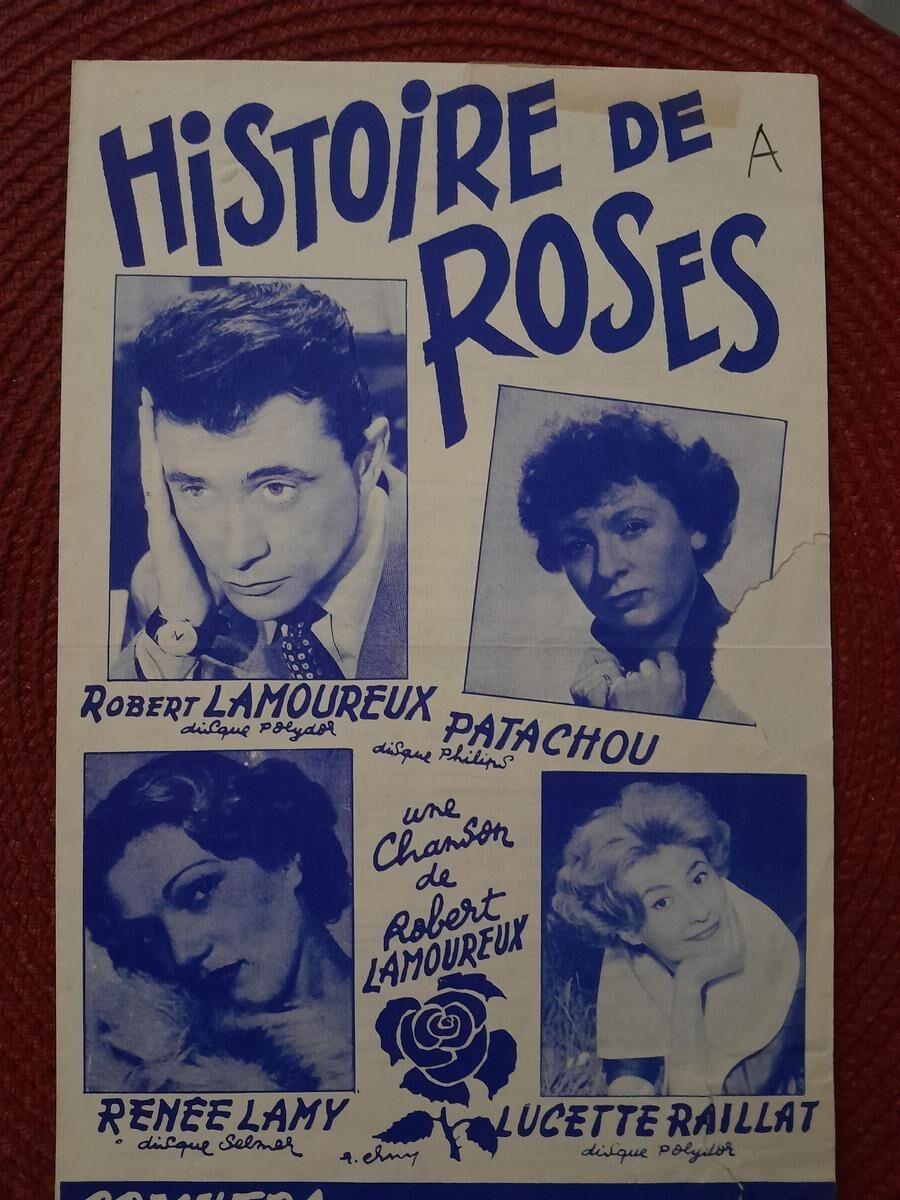 HiSTOiRE DE
A
ROSES
ROBERT LAMOUREUX
disque Polydor
PATACHOU
disque Philips
une
Chanson
de
Robert
LAMOUREUX
RENÉE LAMY
disque Selmer
LUCETTE RAILLAT
disque Polydor